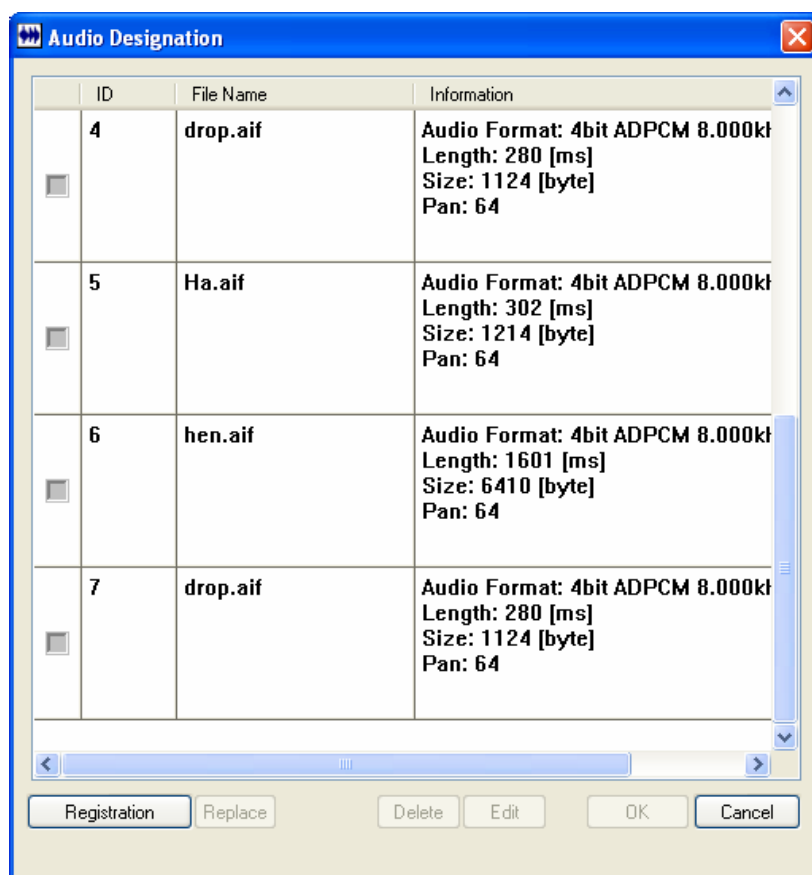 Audio Designation
ID File Name Information
4 drop.aif Audio Format: 4bit ADPCM 8.000k
Length: 280 [ms]
Size: 1124 [byte]
Pan: 64
5 Ha.aif Audio Format: 4bit ADPCM 8.000k
Length: 302 [ms]
Size: 1214 [byte]
Pan: 64
6 hen.aif Audio Format: 4bit ADPCM 8.000k
Length: 1601 [ms]
Size: 6410 [byte]
Pan: 64
7 drop.aif Audio Format: 4bit ADPCM 8.000k
Length: 280 [ms]
Size: 1124 [byte]
Pan: 64
Registration Replace Delete Edit OK Cancel